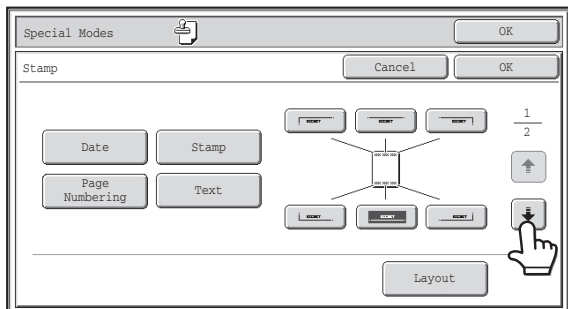 Special Modes OK
Stamp Cancel OK
1
2
Date Stamp
Page
Numbering Text
Layout